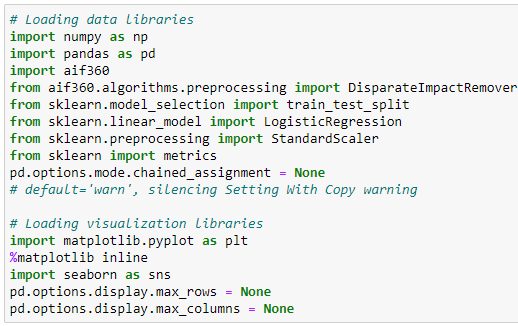 # Loading data libraries
import numpy as np
import pandas as pd
import aif360
from aif360.algorithms.preprocessing import DisparateImpactRemover
from sklearn.model_selection import train_test_split
from sklearn.linear_model import LogisticRegression
from sklearn.preprocessing import StandardScaler
from sklearn import metrics
pd.options.mode.chained_assignment = None
# default='warn', silencing Setting With Copy warning

# Loading visualization libraries
import matplotlib.pyplot as plt
%matplotlib inline
import seaborn as sns
pd.options.display.max_rows = None
pd.options.display.max_columns = None